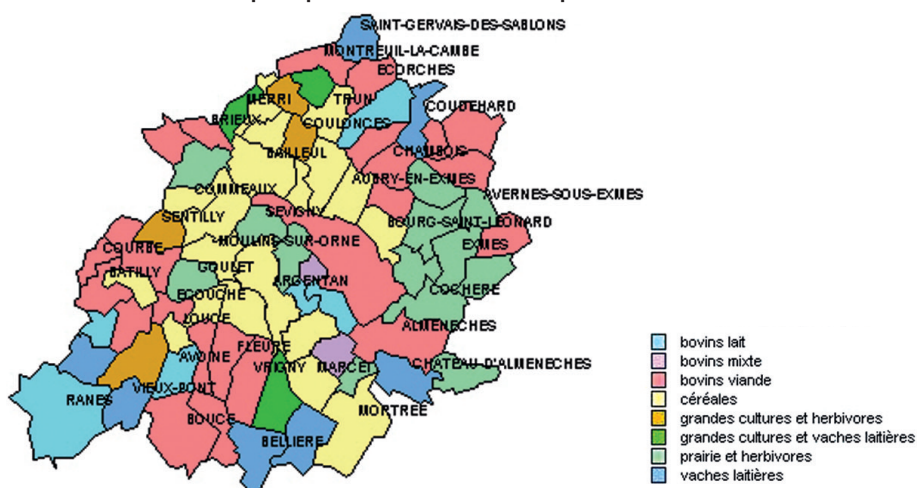 SAINT-GERVAIS-DES-SABLONS
MONTREUIL-LA-CAMBE
ECORCHES
MERRI
TRUN
COUDEHARD
BRIEUX
COULONCES
BAILLEUL
CHAMBOIS
AUBRY-EN-EXMES
COMMEAUX
AVERNES-SOUS-EXMES
SENTILLY
SEVIGNY
BOURG-SAINT-LEONARD
COURBE
MOULINS-SUR-ORNE
EXMES
BATILLY
GOULET
ARGENTAN
ECOUCHE
COCHERE
LOUCE
ALMENECHES
AVOINE
FLEURE
VRIGNY
MARCEI
CHATEAU-D'ALMENECHES
VIEUX-PONT
RANES
BOUCE
MORTREE
BELLIERE
bovins lait
bovins mixte
bovins viande
céréales
grandes cultures et herbivores
grandes cultures et vaches laitières
prairie et herbivores
vaches laitières